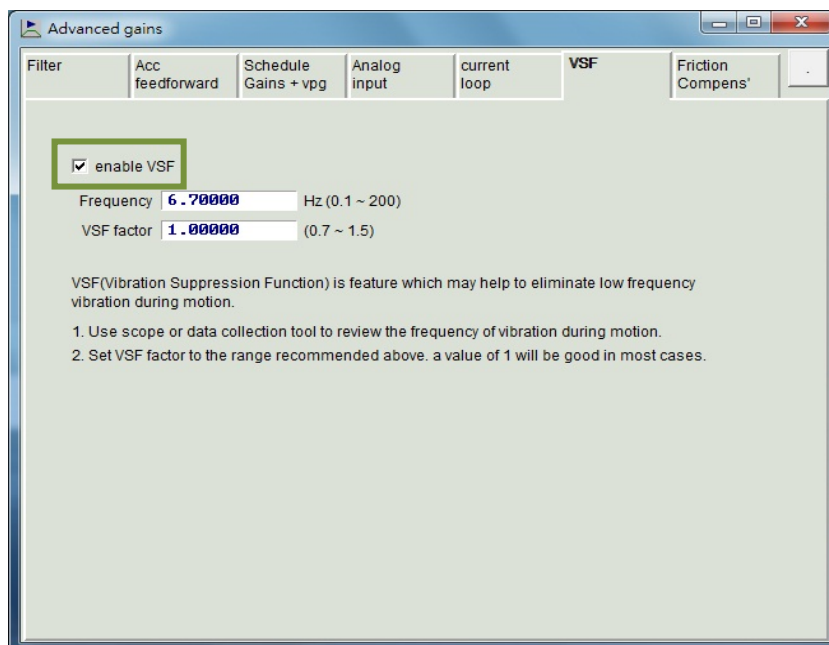 Advanced gains
Filter
Acc
feedforward
Schedule
Gains + vpg
Analog
input
current
loop
VSF
Friction
Compens'
.
enable VSF
Frequency 6.70000 Hz (0.1 ~ 200)
VSF factor 1.00000 (0.7 ~ 1.5)
VSF(Vibration Suppression Function) is feature which may help to eliminate low frequency
vibration during motion.
1. Use scope or data collection tool to review the frequency of vibration during motion.
2. Set VSF factor to the range recommended above. a value of 1 will be good in most cases.